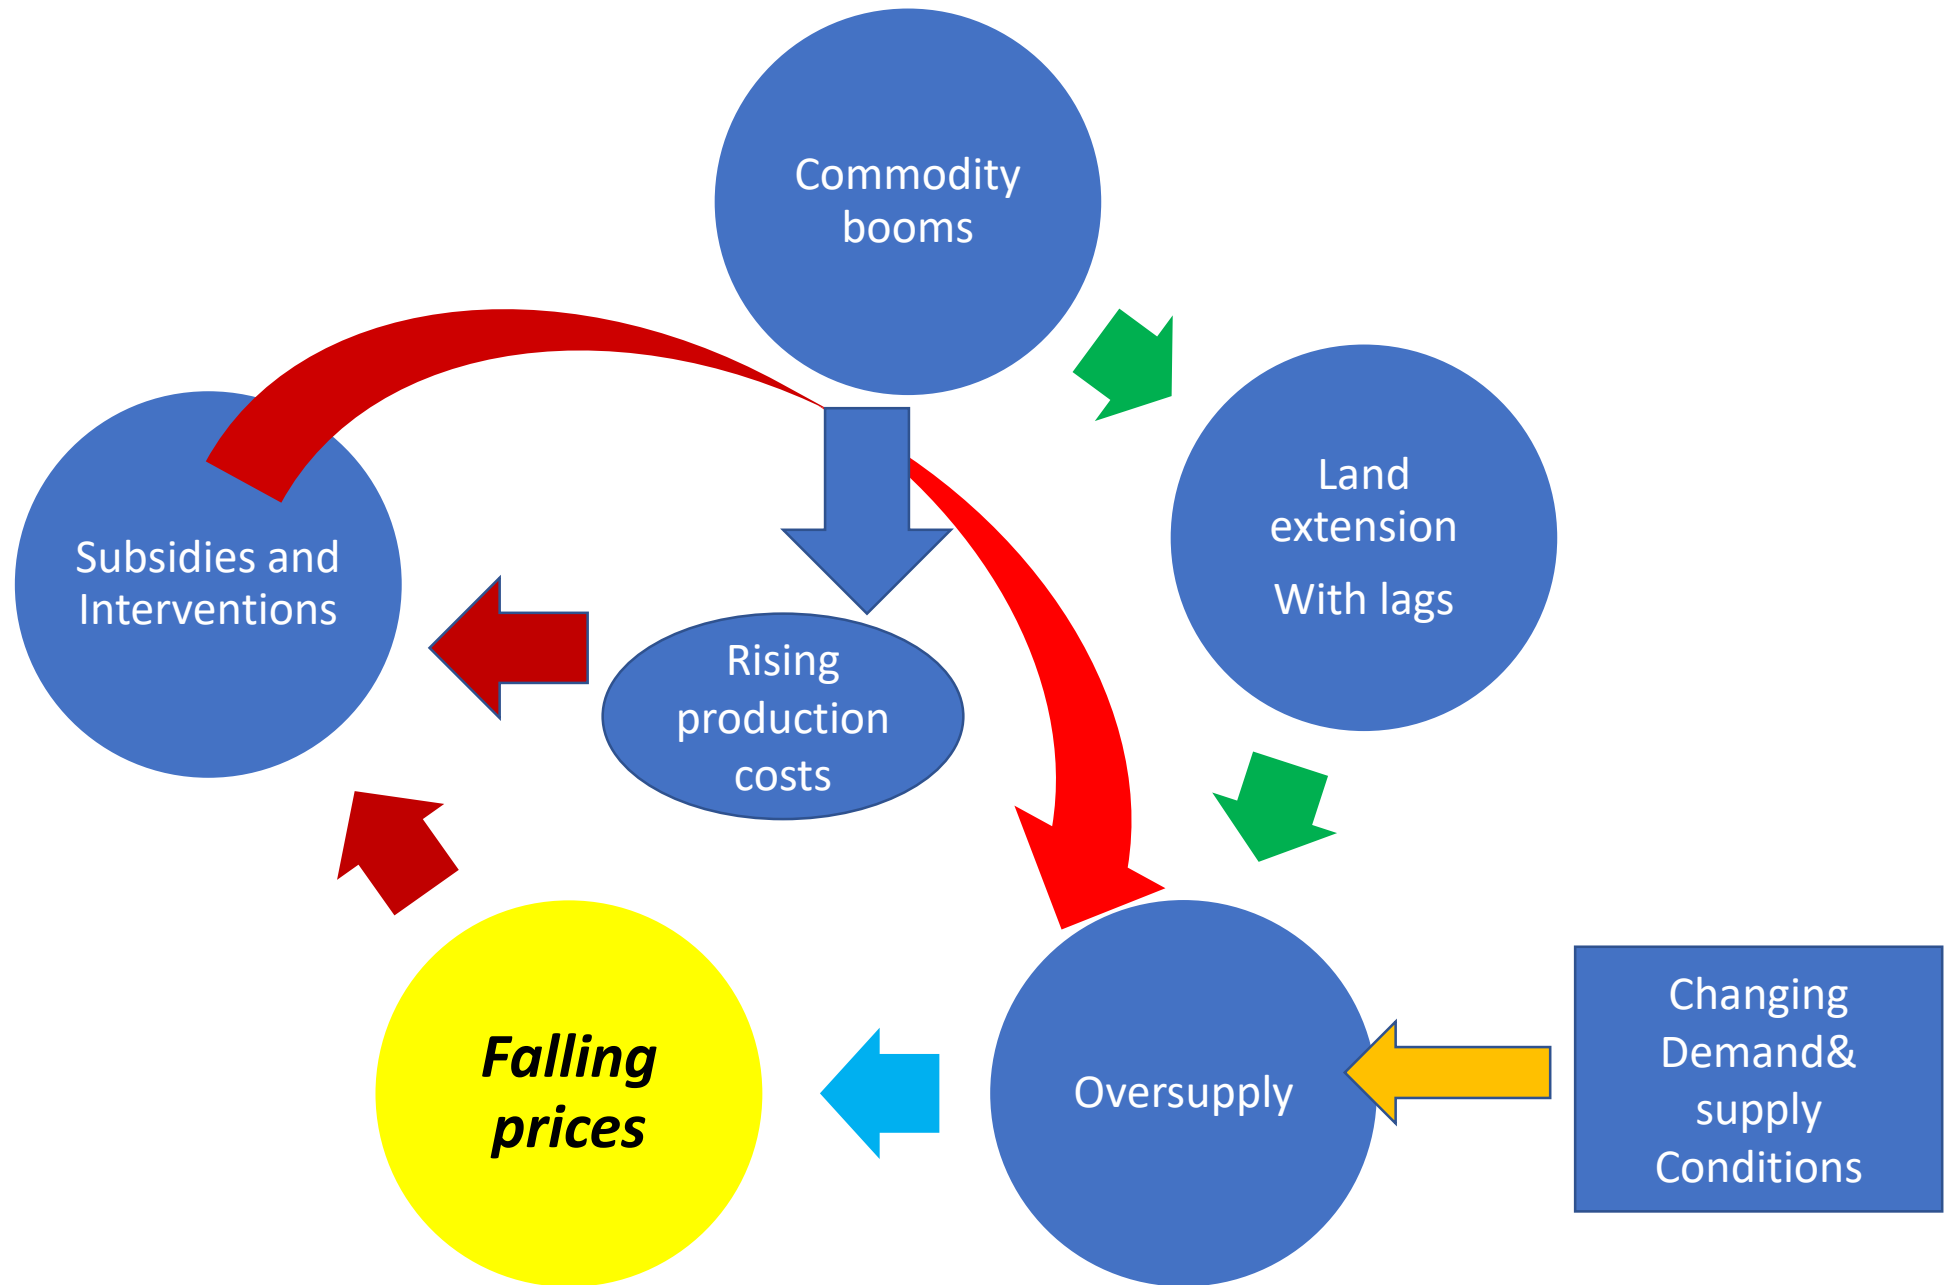 Commodity
booms
Land
extension
With lags
Subsidies and
Interventions
Rising
production
costs
Falling
prices
Oversupply
Changing
Demand&
supply
Conditions